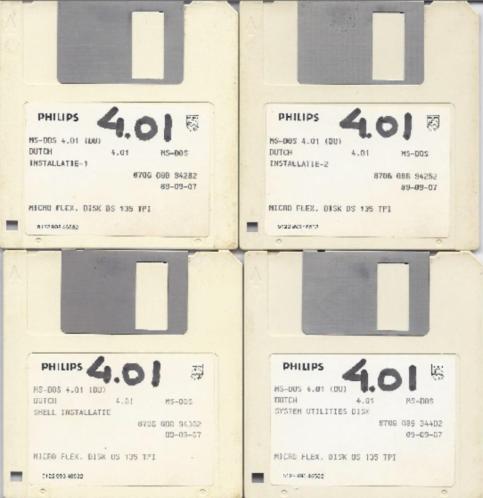 PHILIPS 4.01
MS-DOS 4.01 (DU)
DUTCH 4.01 MS-DOS
INSTALLATIE-1
8706 088 94282
89-09-07
MICRO FLEX. DISK DS 135 TPI
PHILIPS 4.01
MS-DOS 4.01 (DU)
DUTCH 4.01 MS-DOS
INSTALLATIE-2
8706 088
89-09-07
MICRO FLEX. DISK DS 135 TPI
PHILIPS 4.01
MS-DOS 4.01 (DU)
DUTCH 4.01 MS-DOS
SHELL INSTALLATIE
8706 088
89-09-07
MICRO FLEX. DISK DS 135 TPI
PHILIPS 4.01
MS-DOS 4.01 (DU)
DUTCH 4.01 MS-DOS
SYSTEM UTILITIES DISK
8706
89-09-07
MICRO FLEX. DISK DS 135 TPI